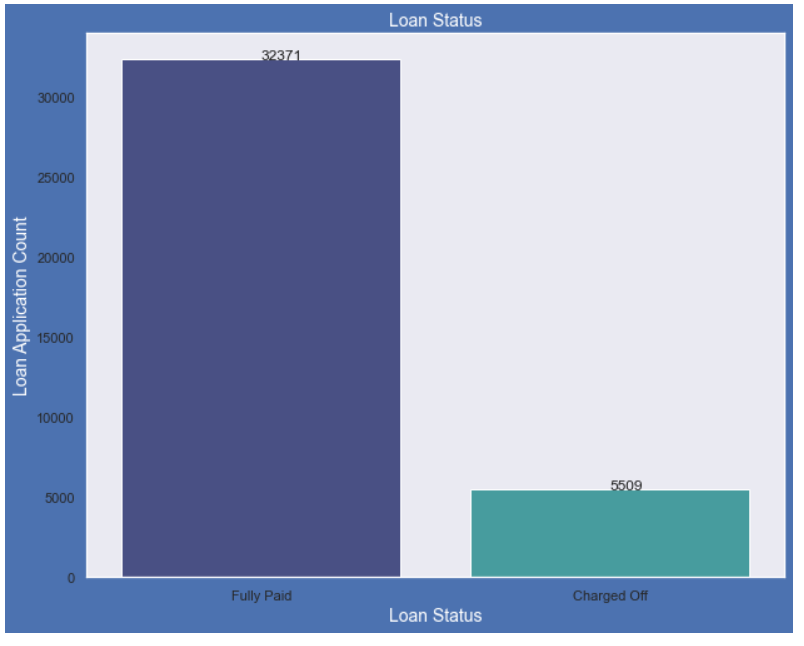 Loan Status
32371
30000
25000
20000
15000
10000
5000
0
Loan Application Count
5509
Fully Paid
Charged Off
Loan Status